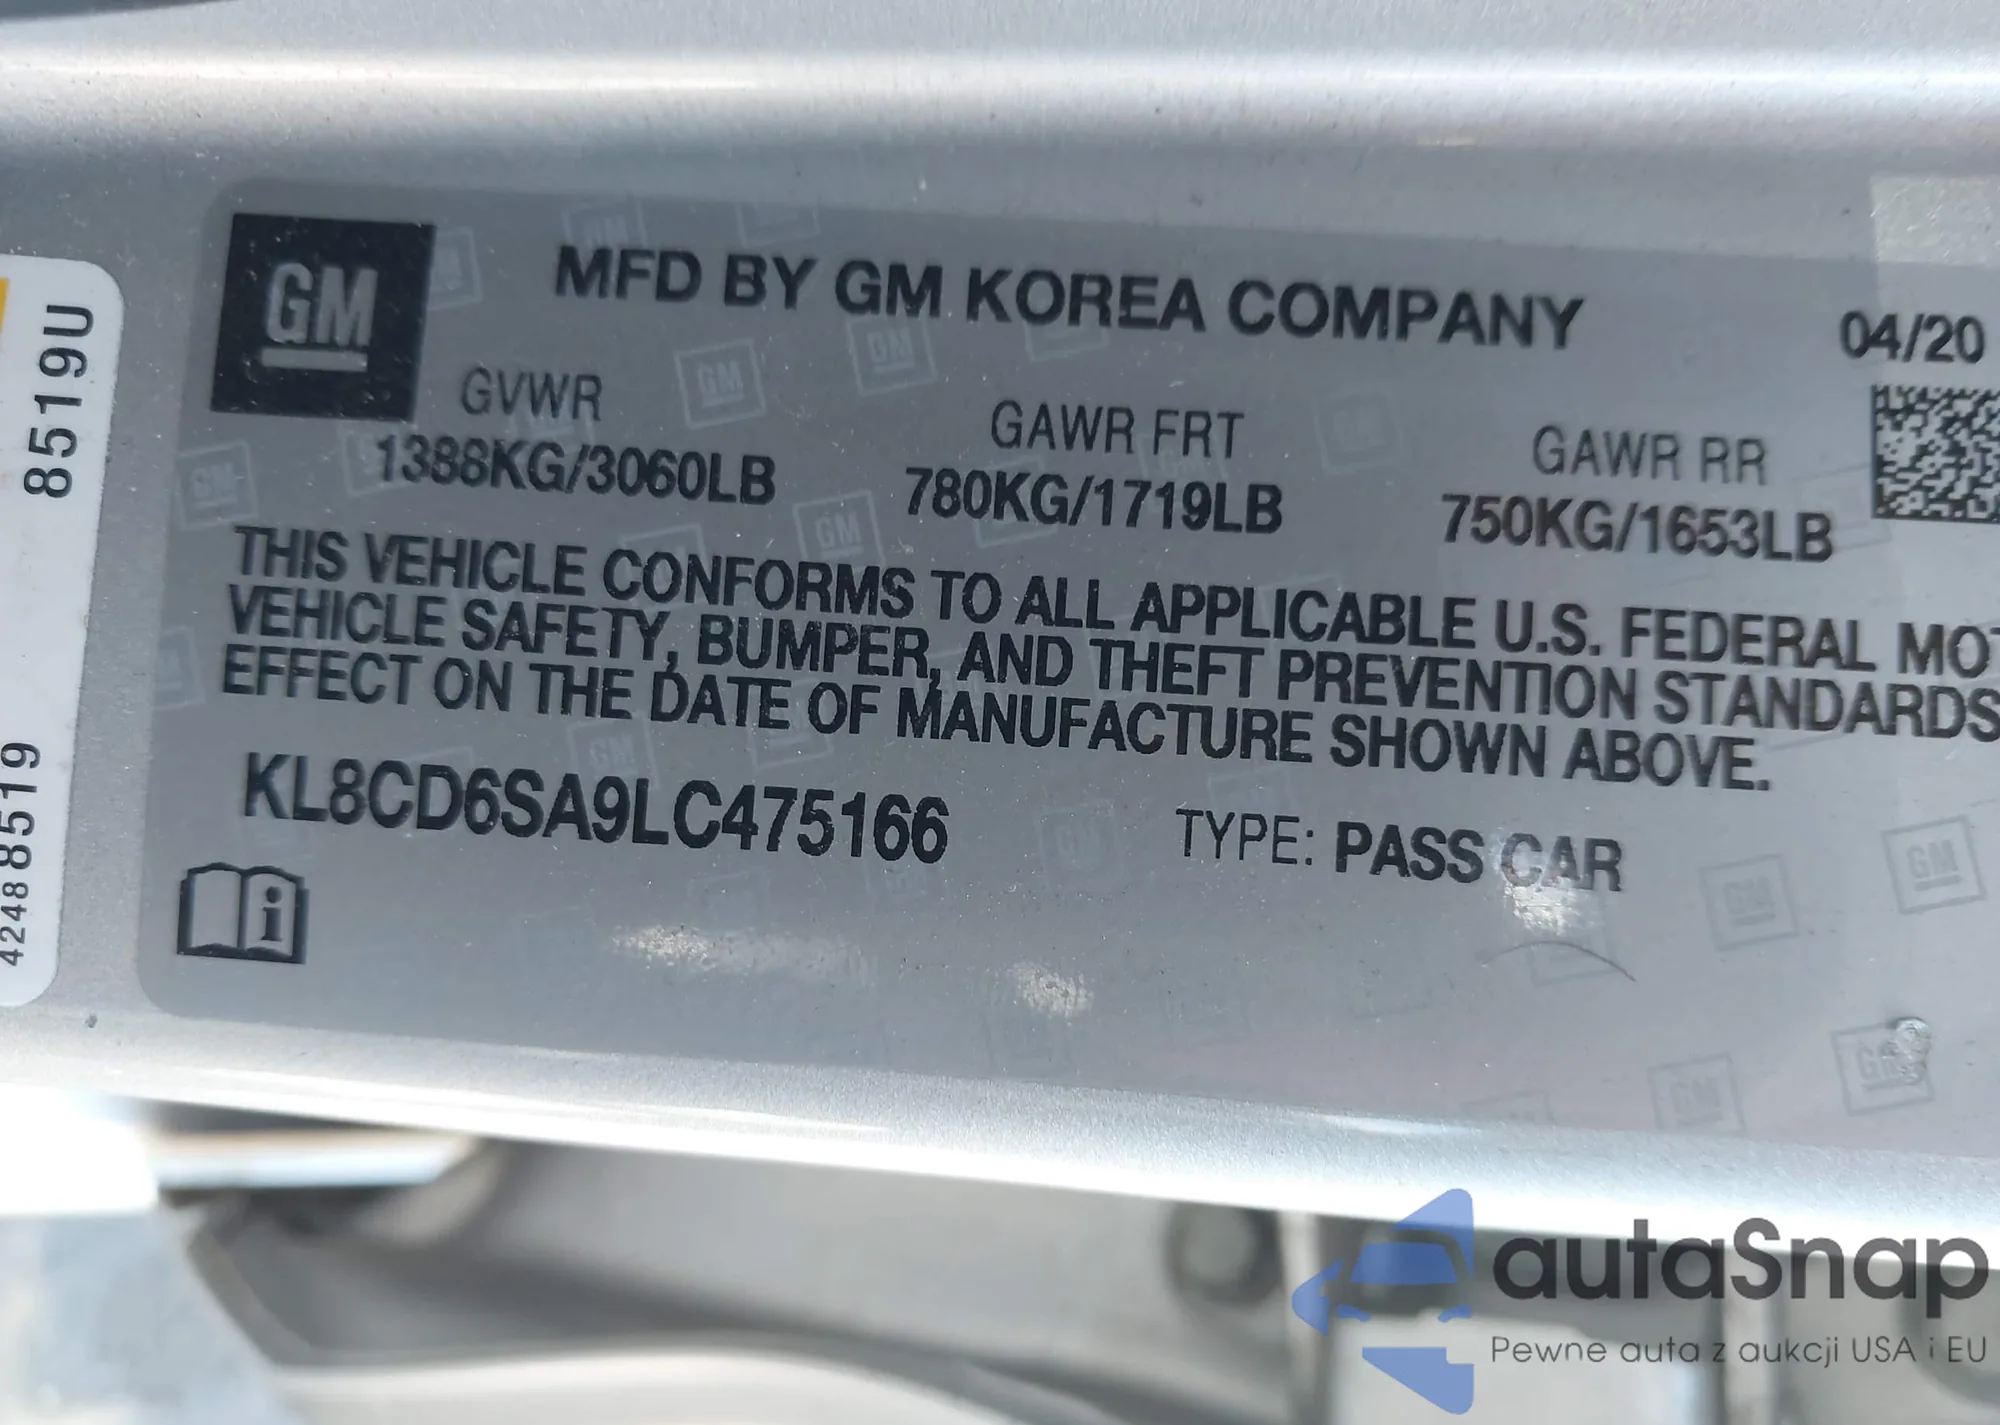 GM
MFD BY GM KOREA COMPANY
04/20
GVWR
GAWR FRT
GAWR RR
1388KG/3060LB
780KG/1719LB
750KG/1653LB
THIS VEHICLE CONFORMS TO ALL APPLICABLE U.S. FEDERAL MOT
VEHICLE SAFETY, BUMPER, AND THEFT PREVENTION STANDARDS
EFFECT ON THE DATE OF MANUFACTURE SHOWN ABOVE.
KL8CD6SA9LC475166
TYPE: PASS CAR
8519U
42488519
autaSnap
Pewne auta z aukcji USA i EU